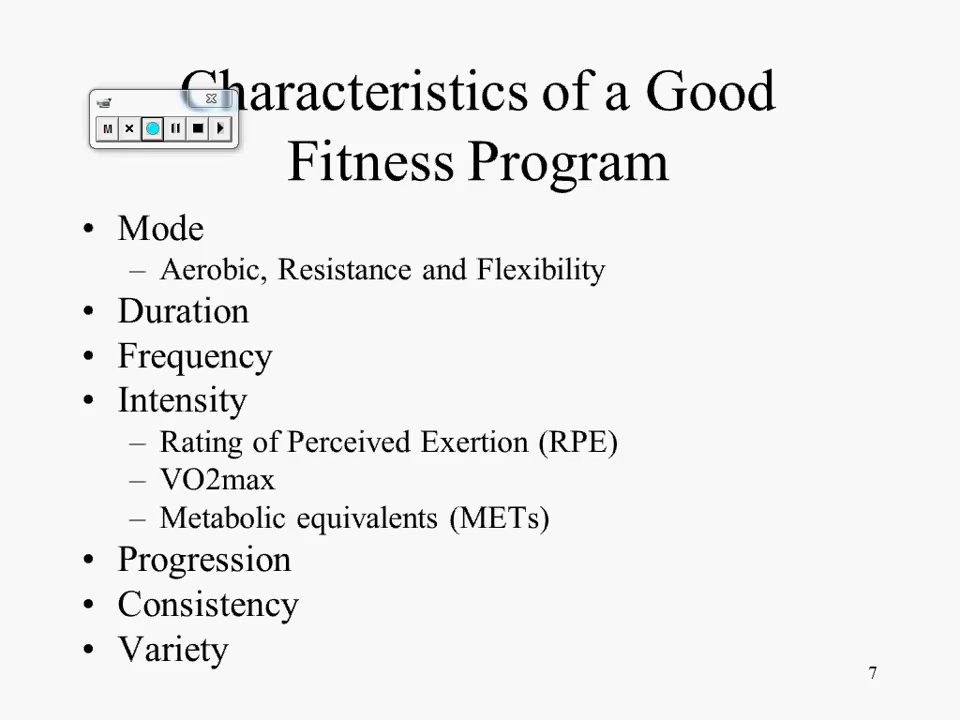 Characteristics of a Good
Fitness Program
M
• Mode
– Aerobic, Resistance and Flexibility
• Duration
• Frequency
• Intensity
– Rating of Perceived Exertion (RPE)
– VO2max
– Metabolic equivalents (METs)
• Progression
• Consistency
• Variety
7